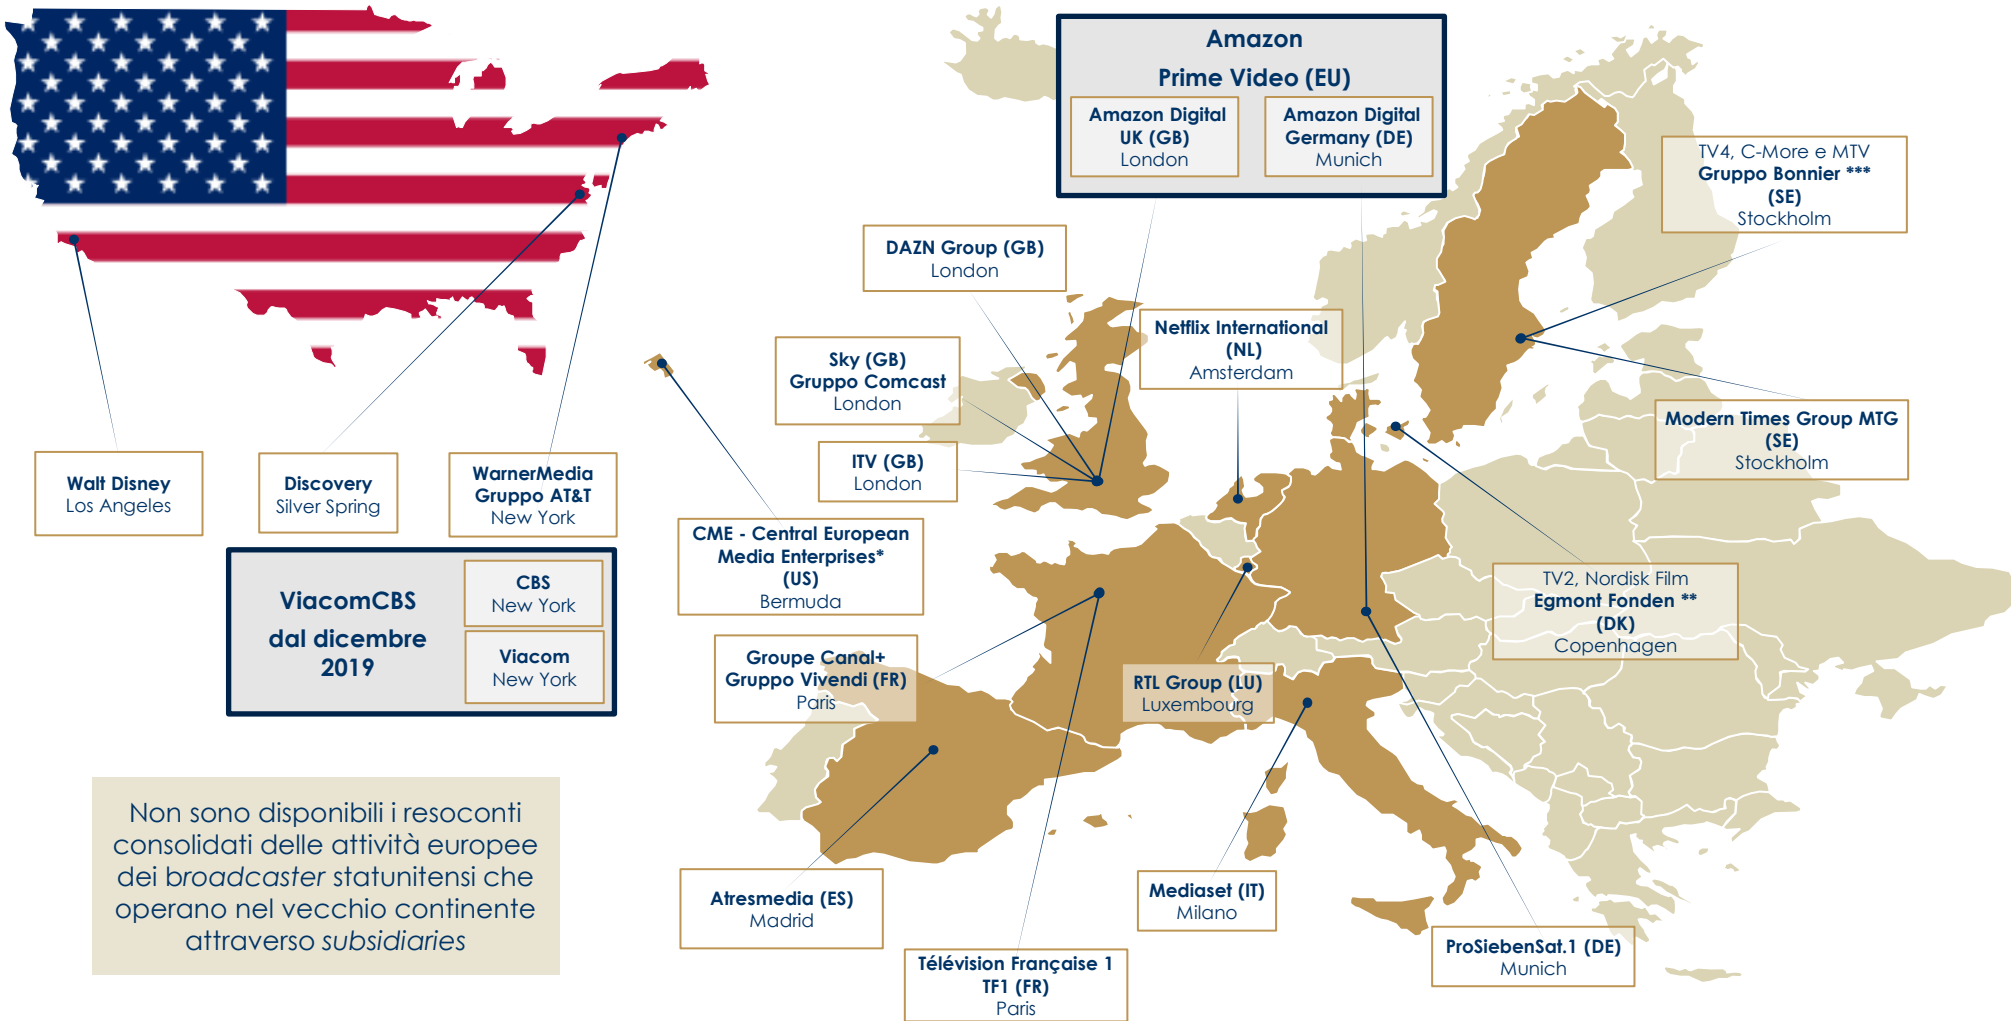 Amazon
Prime Video (EU)
Amazon Digital
UK (GB)
London
Amazon Digital
Germany (DE)
Munich
TV4, C-More e MTV
Gruppo Bonnier ***
(SE)
Stockholm
DAZN Group (GB)
London
Netflix International
(NL)
Amsterdam
Sky (GB)
Gruppo Comcast
London
Modern Times Group MTG
(SE)
Stockholm
ITV (GB)
London
Walt Disney
Los Angeles
Discovery
Silver Spring
WarnerMedia
Gruppo AT&T
New York
CME - Central European
Media Enterprises*
(US)
Bermuda
ViacomCBS
dal dicembre
2019
CBS
New York
Viacom
New York
TV2, Nordisk Film
Egmont Fonden **
(DK)
Copenhagen
Groupe Canal+
Gruppo Vivendi (FR)
Paris
RTL Group (LU)
Luxembourg
Non sono disponibili i resoconti
consolidati delle attività europee
dei broadcaster statunitensi che
operano nel vecchio continente
attraverso subsidiaries
Atresmedia (ES)
Madrid
Mediaset (IT)
Milano
Télévision Française 1
TF1 (FR)
Paris
ProSiebenSat.1 (DE)
Munich